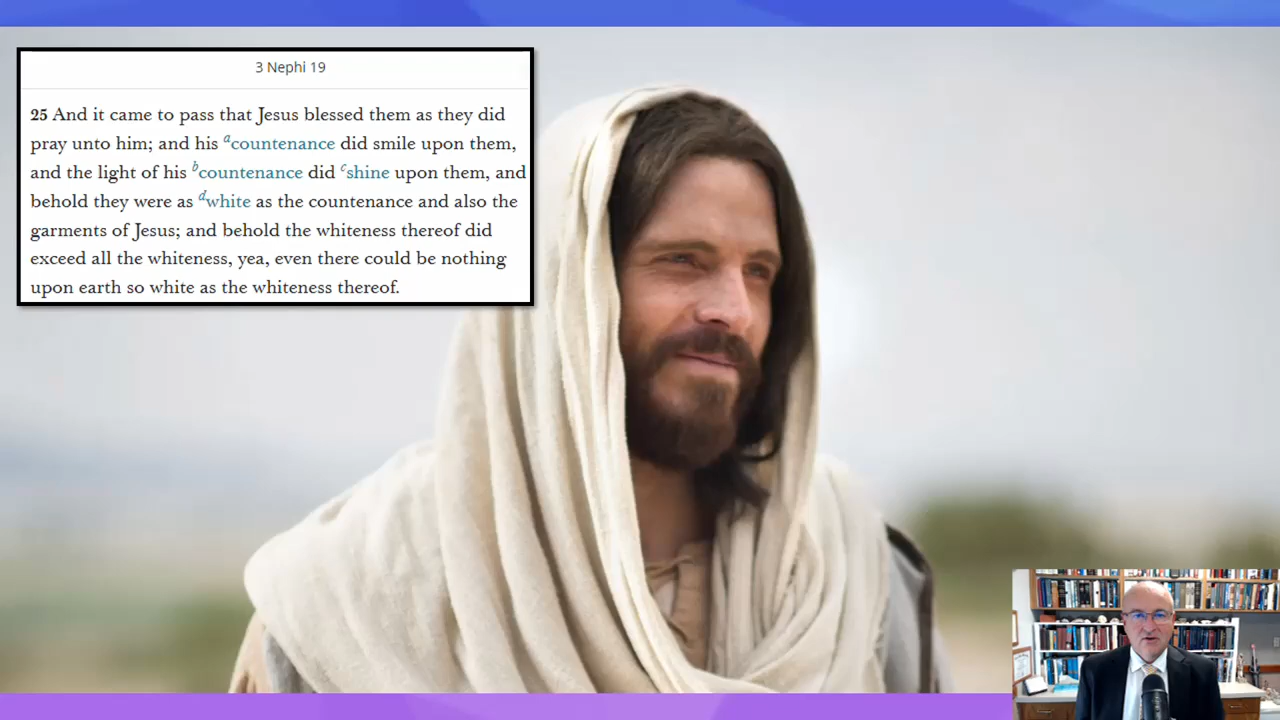 3 Nephi 19
25 And it came to pass that Jesus blessed them as they did
pray unto him; and his ᵃcountenance did smile upon them,
and the light of his ᵇcountenance did ᶜshine upon them, and
behold they were as ᵈwhite as the countenance and also the
garments of Jesus; and behold the whiteness thereof did
exceed all the whiteness, yea, even there could be nothing
upon earth so white as the whiteness thereof.